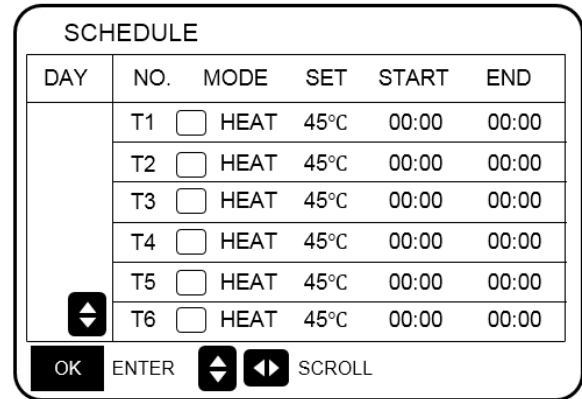 SCHEDULE
DAY NO. MODE SET START END
T1 HEAT 45°C 00:00 00:00
T2 HEAT 45°C 00:00 00:00
T3 HEAT 45°C 00:00 00:00
T4 HEAT 45°C 00:00 00:00
T5 HEAT 45°C 00:00 00:00
T6 HEAT 45°C 00:00 00:00
OK ENTER SCROLL